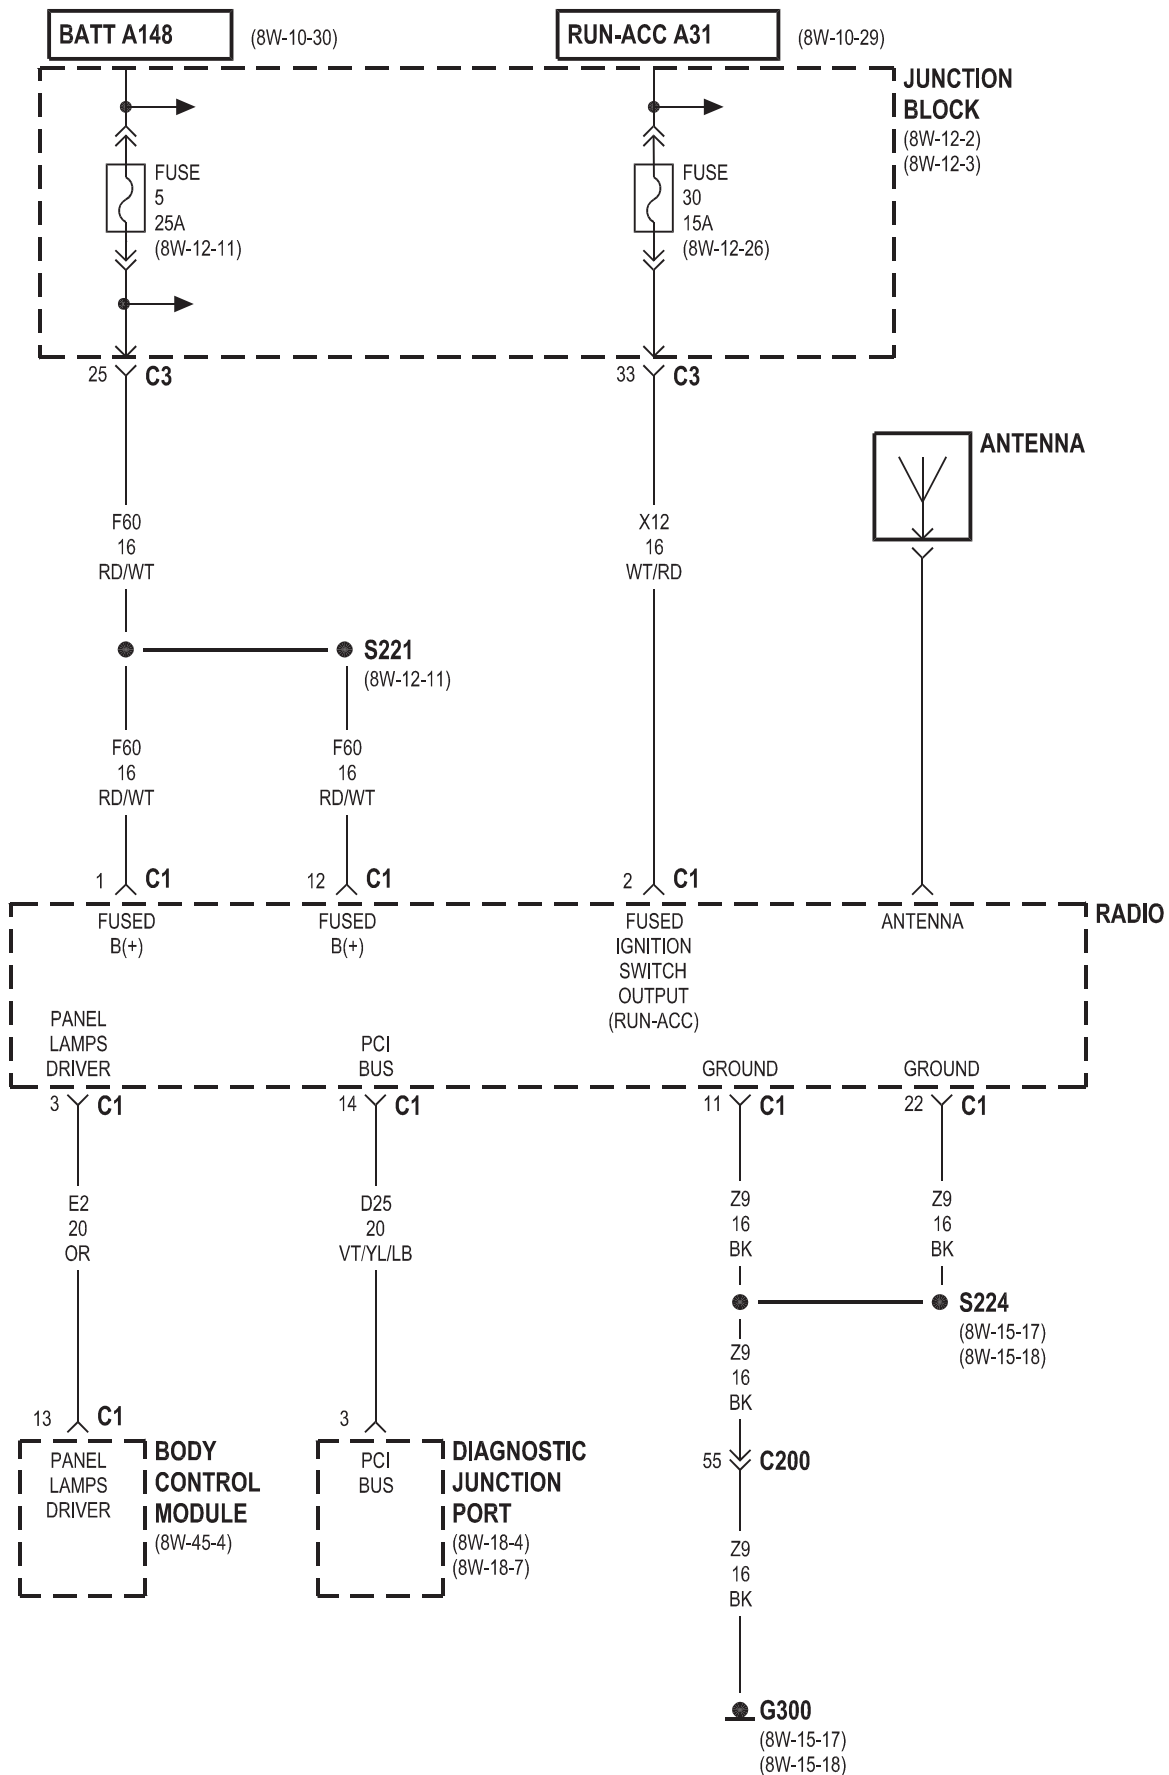 BATT A148
(8W-10-30)
RUN-ACC A31
(8W-10-29)
JUNCTION
BLOCK
(8W-12-2)
(8W-12-3)
FUSE
5
25A
(8W-12-11)
FUSE
30
15A
(8W-12-26)
25
C3
33
C3
ANTENNA
F60
16
RD/WT
X12
16
WT/RD
S221
(8W-12-11)
F60
16
RD/WT
F60
16
RD/WT
1
C1
12
C1
2
C1
RADIO
FUSED
B(+)
FUSED
B(+)
FUSED
IGNITION
SWITCH
OUTPUT
(RUN-ACC)
ANTENNA
PANEL
LAMPS
DRIVER
PCI
BUS
GROUND
GROUND
3
C1
14
C1
11
C1
22
C1
E2
20
OR
D25
20
VT/YL/LB
Z9
16
BK
Z9
16
BK
S224
(8W-15-17)
(8W-15-18)
Z9
16
BK
13
C1
3
55
C200
PANEL
LAMPS
DRIVER
BODY
CONTROL
MODULE
(8W-45-4)
PCI
BUS
DIAGNOSTIC
JUNCTION
PORT
(8W-18-4)
(8W-18-7)
Z9
16
BK
G300
(8W-15-17)
(8W-15-18)